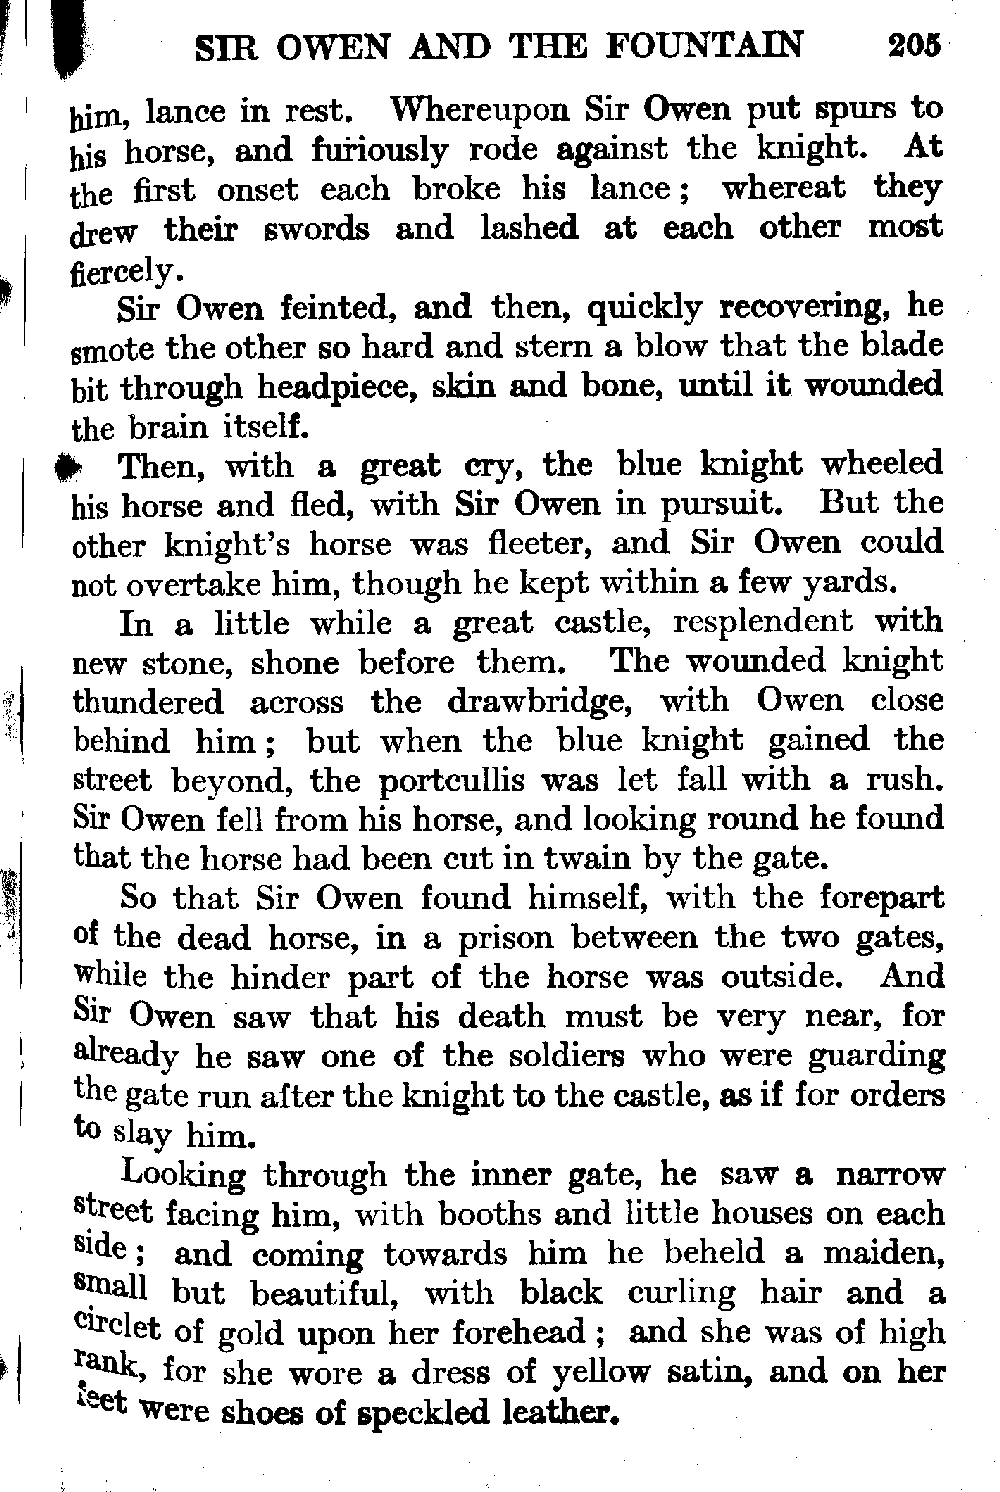 SIR OWEN AND THE FOUNTAIN 205
him, lance in rest. Whereupon Sir Owen put spurs to
his horse, and furiously rode against the knight. At
the first onset each broke his lance; whereat they
drew their swords and lashed at each other most
fiercely.
Sir Owen feinted, and then, quickly recovering, he
smote the other so hard and stern a blow that the blade
bit through headpiece, skin and bone, until it wounded
the brain itself.
Then, with a great cry, the blue knight wheeled
his horse and fled, with Sir Owen in pursuit. But the
other knight's horse was fleeter, and Sir Owen could
not overtake him, though he kept within a few yards.
In a little while a great castle, resplendent with
new stone, shone before them. The wounded knight
thundered across the drawbridge, with Owen close
behind him; but when the blue knight gained the
street beyond, the portcullis was let fall with a rush.
Sir Owen fell from his horse, and looking round he found
that the horse had been cut in twain by the gate.
So that Sir Owen found himself, with the forepart
of the dead horse, in a prison between the two gates,
while the hinder part of the horse was outside. And
Sir Owen saw that his death must be very near, for
already he saw one of the soldiers who were guarding
the gate run after the knight to the castle, as if for orders
to slay him.
Looking through the inner gate, he saw a narrow
street facing him, with booths and little houses on each
side; and coming towards him he beheld a maiden,
small but beautiful, with black curling hair and a
circlet of gold upon her forehead; and she was of high
rank, for she wore a dress of yellow satin, and on her
feet were shoes of speckled leather.